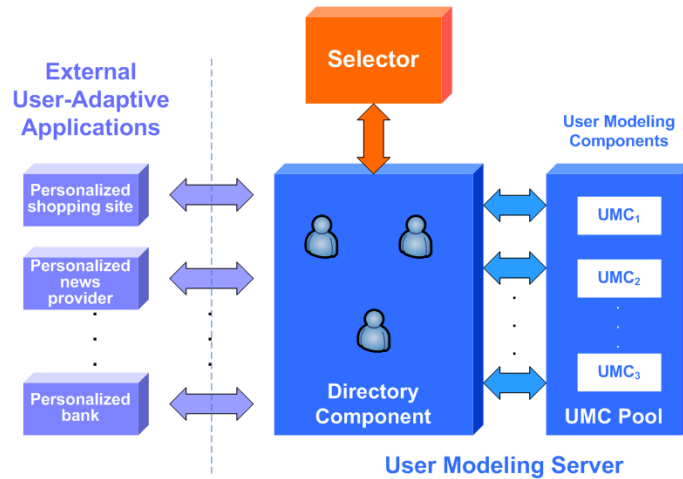 Selector
External
User-Adaptive
Applications
User Modeling
Components
Personalized
shopping site
Personalized
news
provider
Personalized
bank
Directory
Component
UMC₁
UMC₂
UMC₃
UMC Pool
User Modeling Server